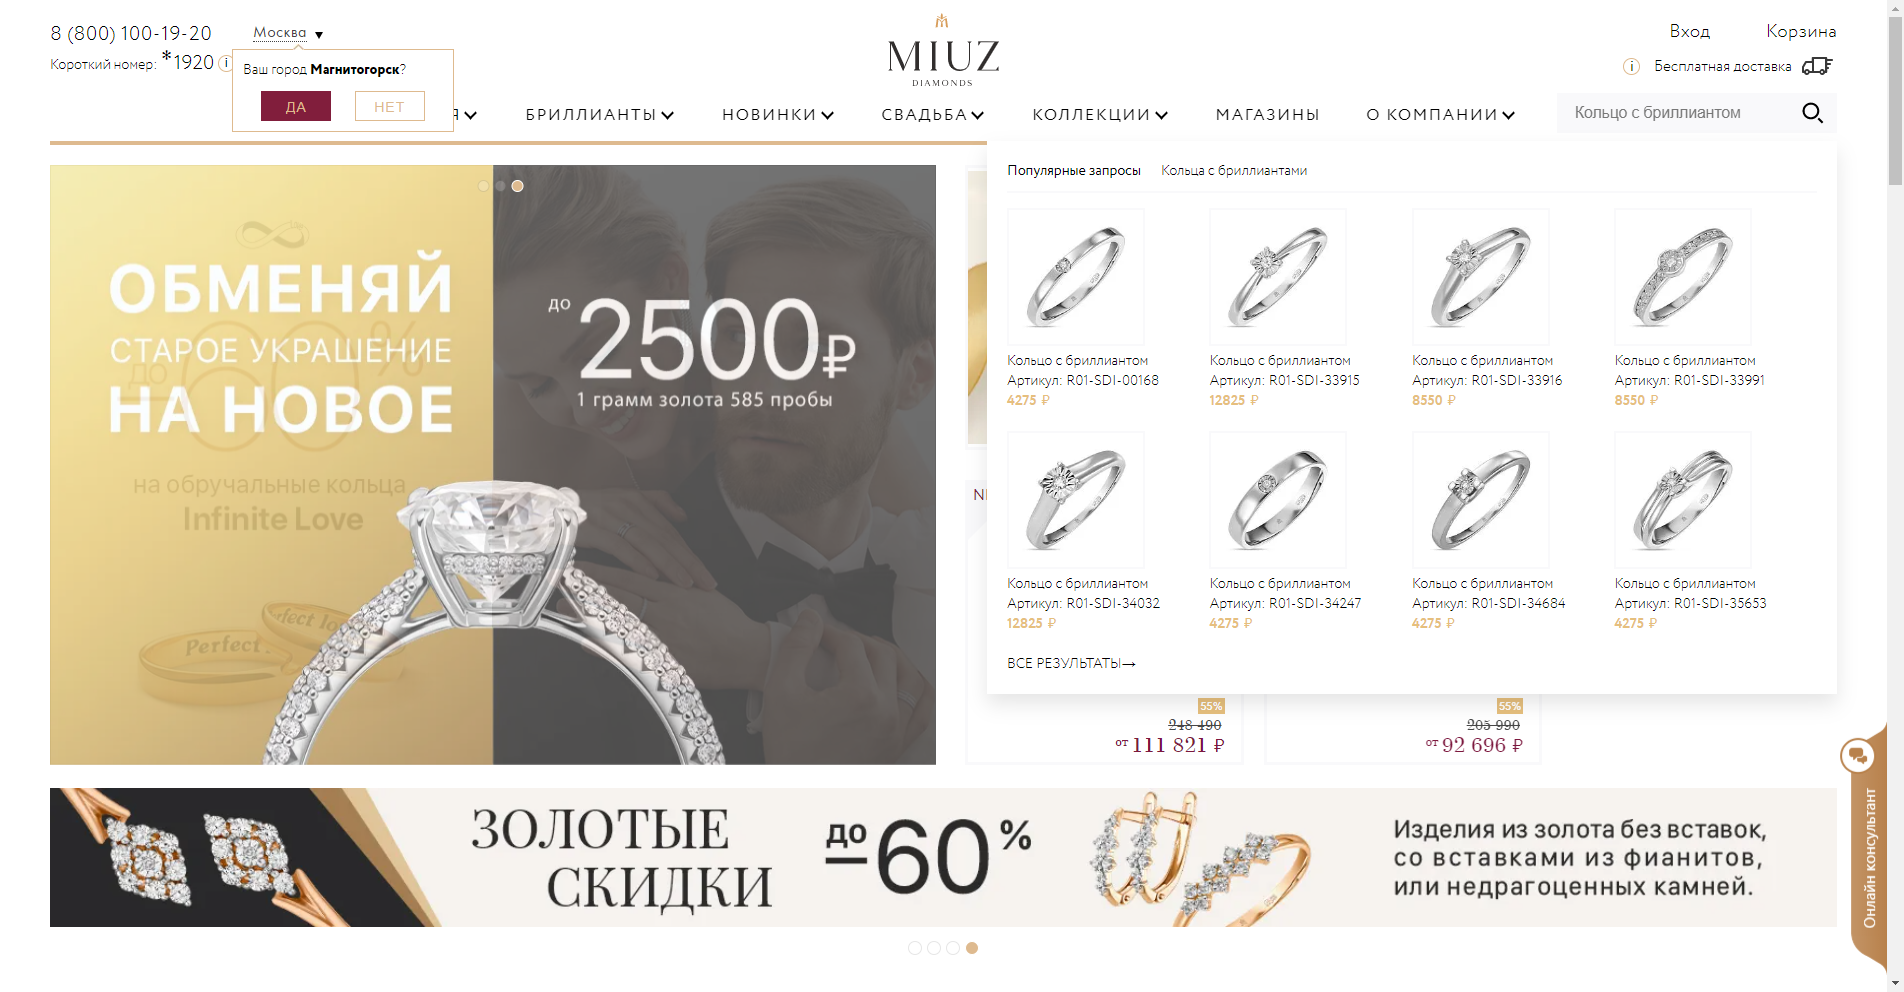 8 (800) 100-19-20
Москва ▼
Короткий номер: *1920
Ваш город Магнитогорск?
ДА
НЕТ
MIUZ
DIAMONDS
Вход
Корзина
Бесплатная доставка
Я
БРИЛЛИАНТЫ
НОВИНКИ
СВАДЬБА
КОЛЛЕКЦИИ
МАГАЗИНЫ
О КОМПАНИИ
Кольцо с бриллиантом
Популярные запросы
Кольца с бриллиантами
Кольцо с бриллиантом
Артикул: R01-SDI-00168
4275 ₽
Кольцо с бриллиантом
Артикул: R01-SDI-33915
12825 ₽
Кольцо с бриллиантом
Артикул: R01-SDI-33916
8550 ₽
Кольцо с бриллиантом
Артикул: R01-SDI-33991
8550 ₽
Кольцо с бриллиантом
Артикул: R01-SDI-34032
12825 ₽
Кольцо с бриллиантом
Артикул: R01-SDI-34247
4275 ₽
Кольцо с бриллиантом
Артикул: R01-SDI-34684
4275 ₽
Кольцо с бриллиантом
Артикул: R01-SDI-35653
4275 ₽
ВСЕ РЕЗУЛЬТАТЫ→
ОБМЕНЯЙ
СТАРОЕ УКРАШЕНИЕ
НА НОВОЕ
до 60%
на обручальные кольца
Infinite Love
Perfect.
Perfect
до 2500₽
1 грамм золота 585 пробы
55%
248 490
от 111 821 ₽
55%
205 990
от 92 696 ₽
ЗОЛОТЫЕ
СКИДКИ
до 60%
Изделия из золота без вставок,
со вставками из фианитов,
или недрагоценных камней.
Онлайн консультант